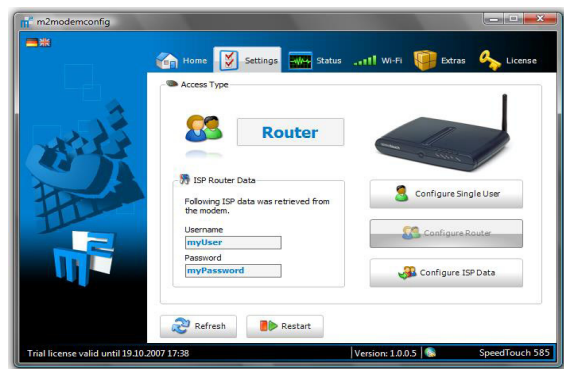 m2modemconfig
Home Settings Status Wi-Fi Extras License
Access Type
Router
ISP Router Data
Following ISP data was retrieved from
the modem.
Username
myUser
Password
myPassword
Configure Single User
Configure Router
Configure ISP Data
Refresh Restart
m2
Trial license valid until 19.10.2007 17:38 Version: 1.0.0.5 SpeedTouch 585